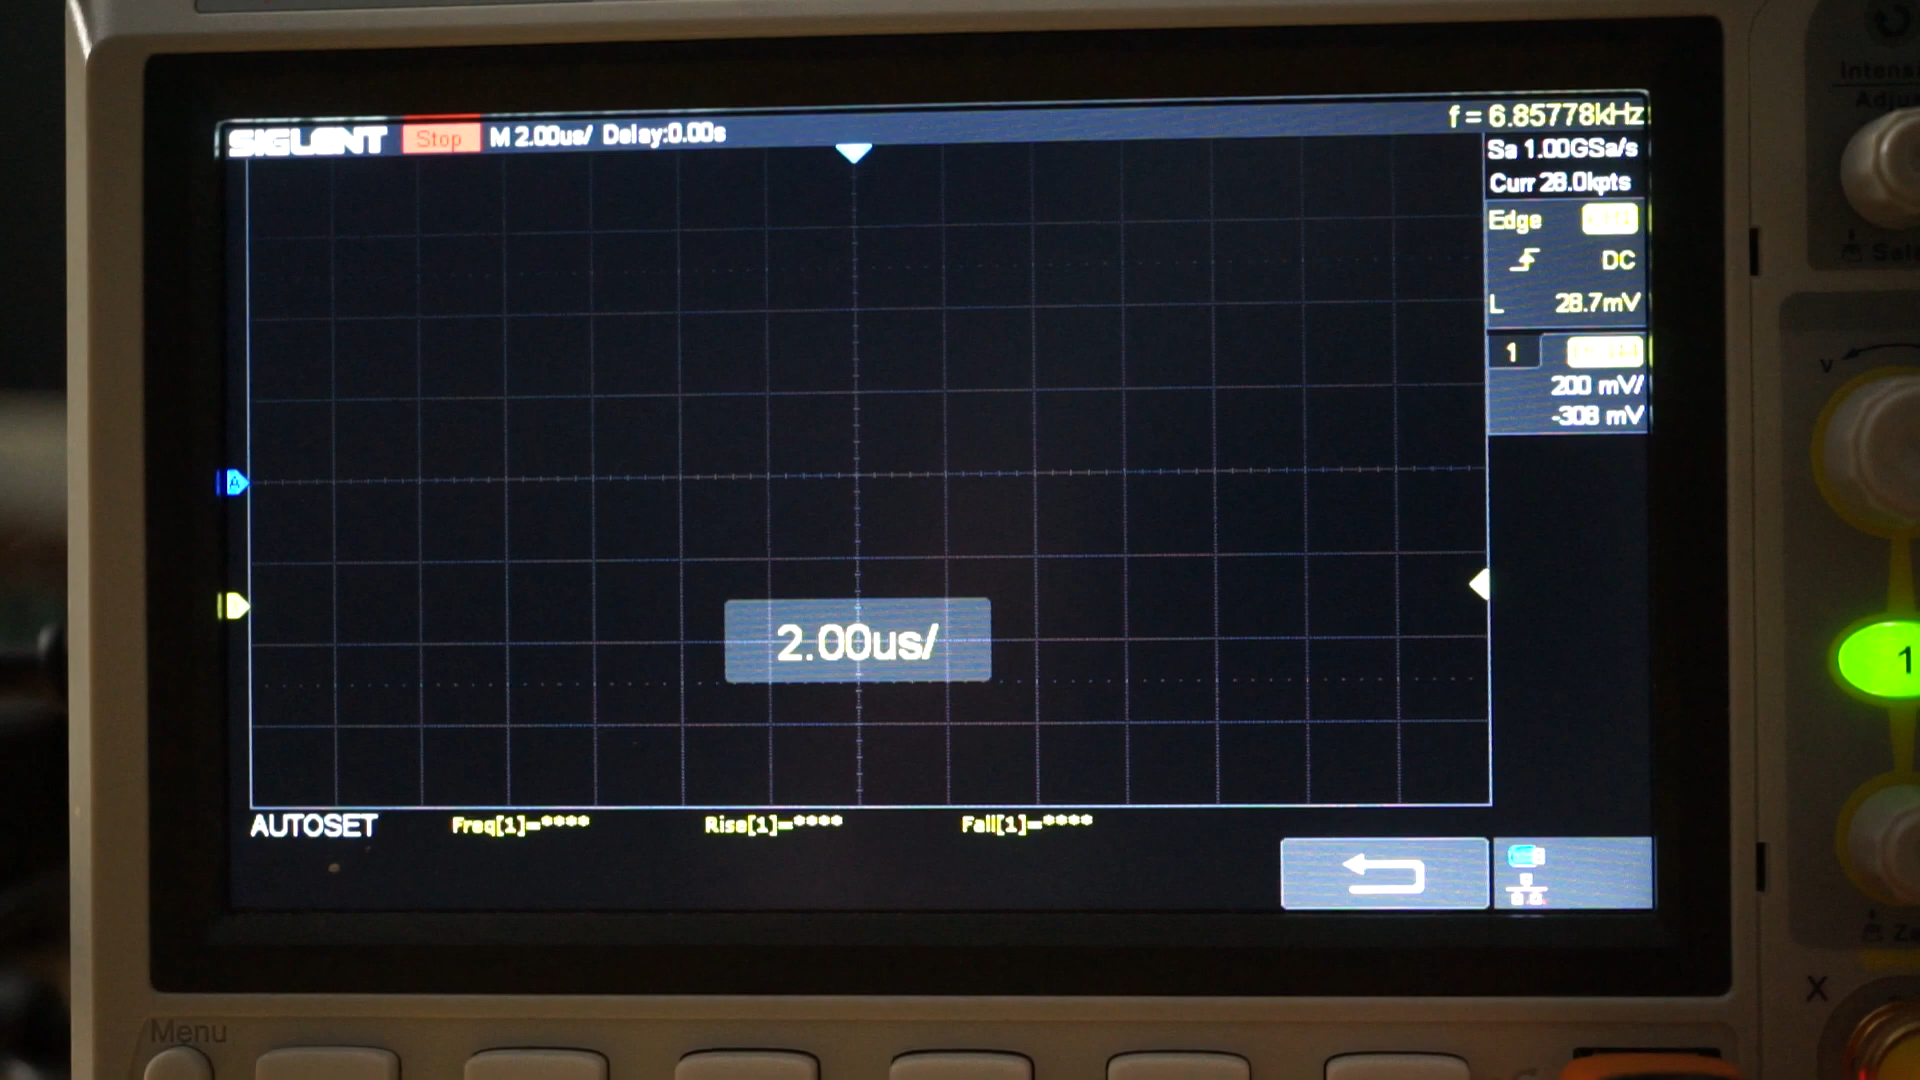 SIGLENT Stop M 2.00us/ Delay:0.00s f = 6.85778kHz
Sa 1.00GSa/s
Curr 28.0kpts
Edge
DC
L 28.7mV
1
200 mV/
-308 mV
A
2.00us/
AUTOSET Freq[1]=**** Rise[1]=**** Fall[1]=****
Menu
1
V
X